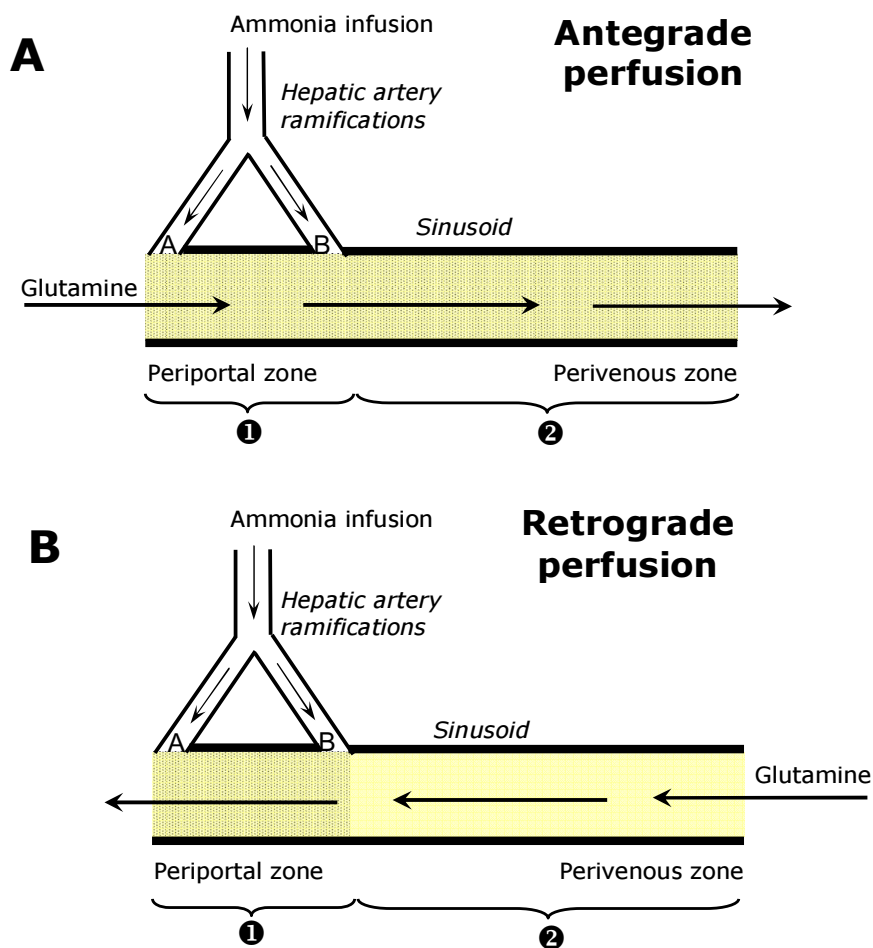 A
Ammonia infusion
Antegrade
perfusion
Hepatic artery
ramifications
A
B
Sinusoid
Glutamine
Periportal zone
Perivenous zone
❶
❷
B
Ammonia infusion
Retrograde
perfusion
Hepatic artery
ramifications
A
B
Sinusoid
Glutamine
Periportal zone
Perivenous zone
❶
❷